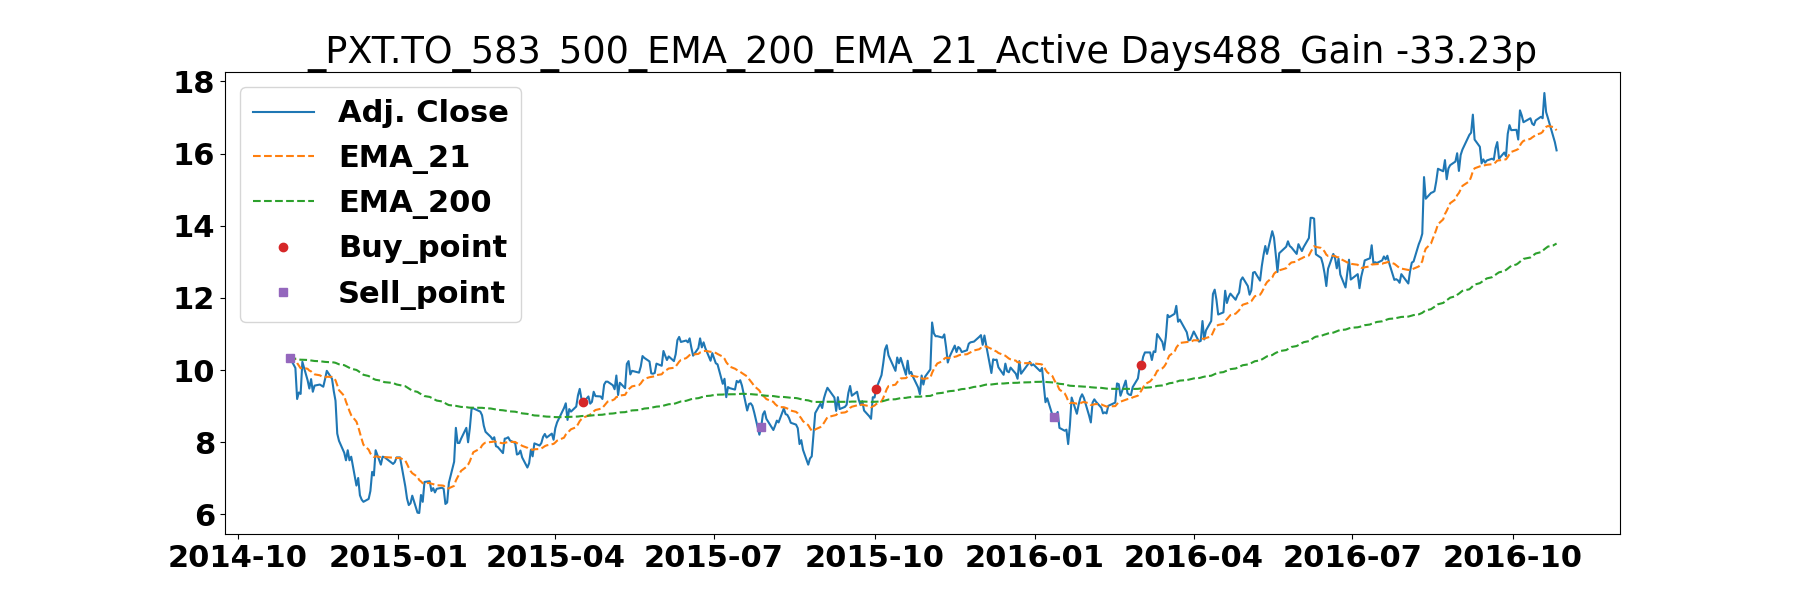 _PXT.TO_583_500_EMA_200_EMA_21_Active Days488_Gain -33.23p
18
16
14
12
10
8
6
Adj. Close
EMA_21
EMA_200
Buy_point
Sell_point
2014-10 2015-01 2015-04 2015-07 2015-10 2016-01 2016-04 2016-07 2016-10